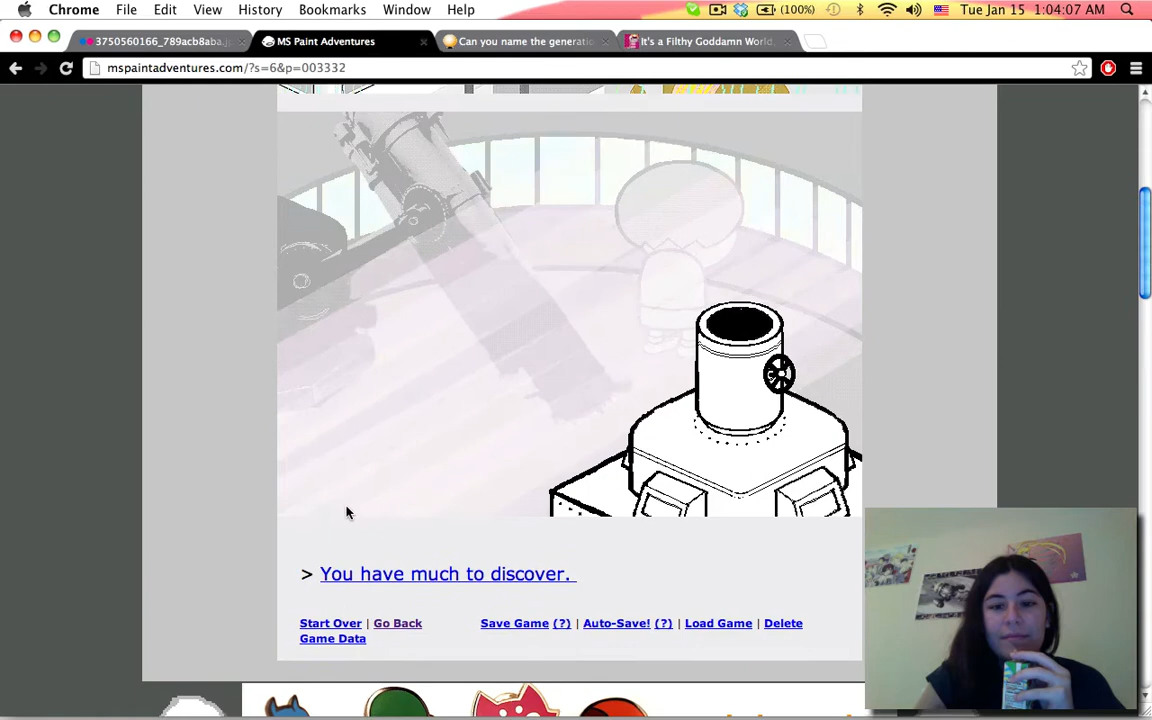 Chrome File Edit View History Bookmarks Window Help (100%) Tue Jan 15 1:04:07 AM
3750560166_789acb8aba.j MS Paint Adventures Can you name the generatio It's a Filthy Goddamn World.
mspaintadventures.com/?s=6&p=003332
> You have much to discover.
Start Over | Go Back Save Game (?) | Auto-Save! (?) | Load Game | Delete
Game Data